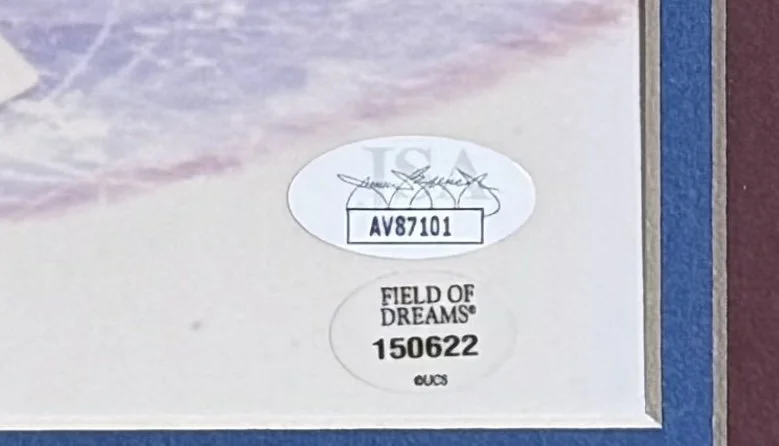 JSA
AV87101
FIELD OF
DREAMS®
150622
©UCS